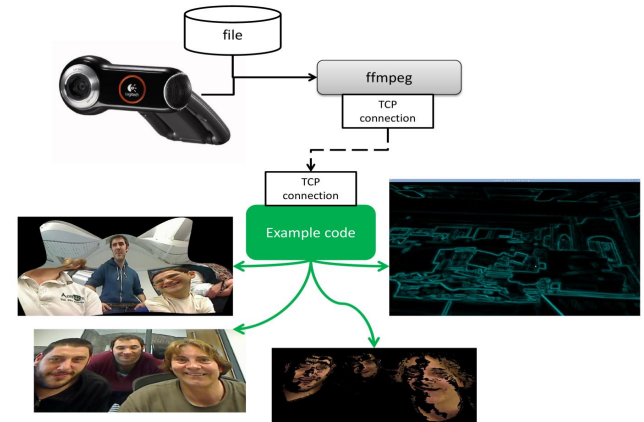 file
ffmpeg
TCP
connection
TCP
connection
Example code